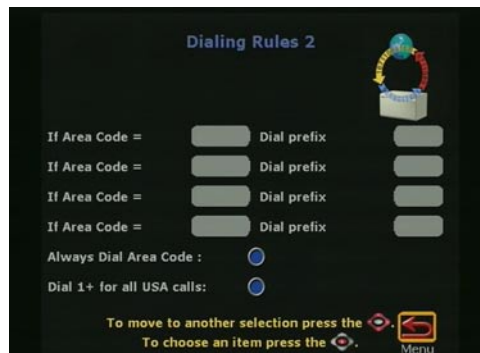 Dialing Rules 2
If Area Code = Dial prefix
If Area Code = Dial prefix
If Area Code = Dial prefix
If Area Code = Dial prefix
Always Dial Area Code :
Dial 1+ for all USA calls:
To move to another selection press the .
To choose an item press the .
Menu